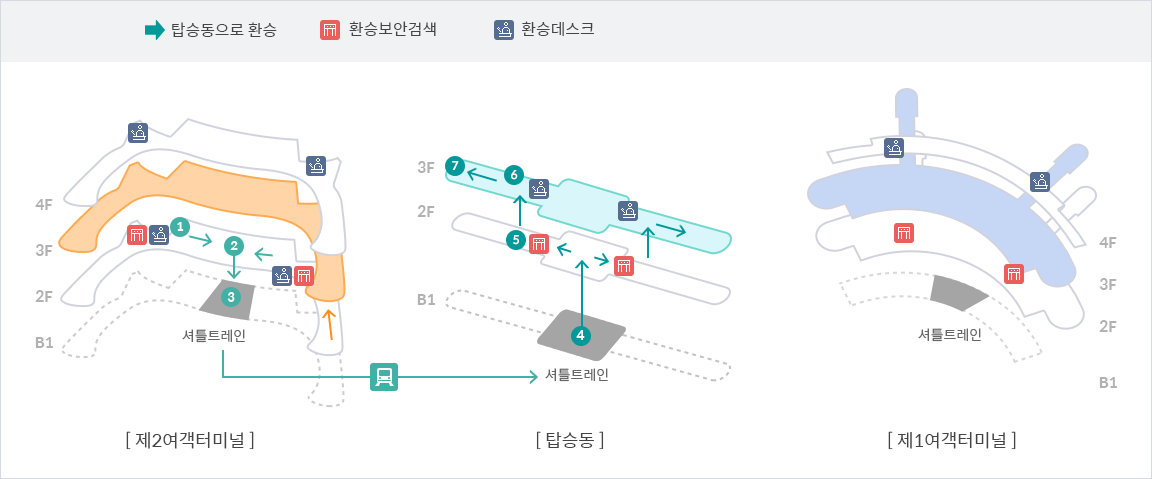 탑승동으로 환승
환승보안검색
환승데스크
4F
3F
2F
B1
1
2
3
셔틀트레인
[ 제2여객터미널 ]
3F
2F
B1
7
6
5
4
셔틀트레인
[ 탑승동 ]
4F
3F
2F
B1
셔틀트레인
[ 제1여객터미널 ]